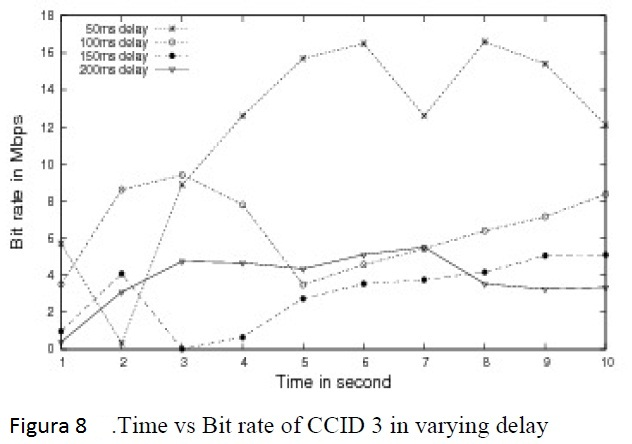 18
16
14
12
10
8
6
4
2
0
Bit rate in Mbps
50ms delay
100ms delay
150ms delay
200ms delay
1 2 3 4 5 6 7 8 9 10
Time in second
Figura 8 .Time vs Bit rate of CCID 3 in varying delay